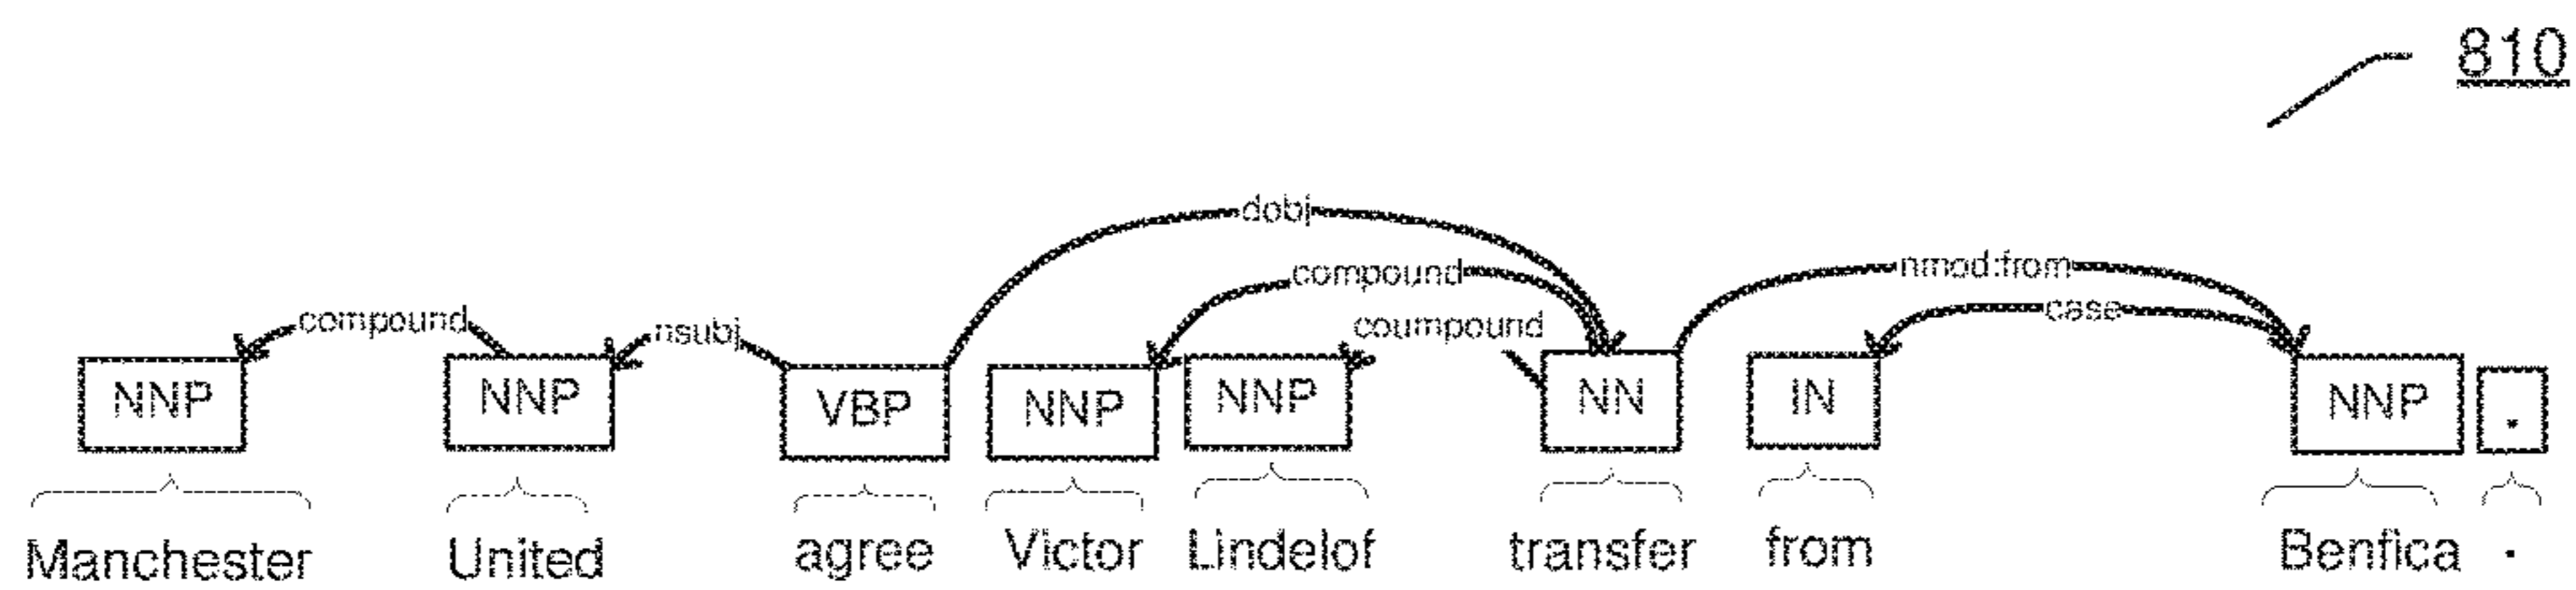 810
dobj
compound nmod:from
compound nsubj coumpound case
NNP NNP VBP NNP NNP NN IN NNP .
Manchester United agree Victor Lindelof transfer from Benfica .